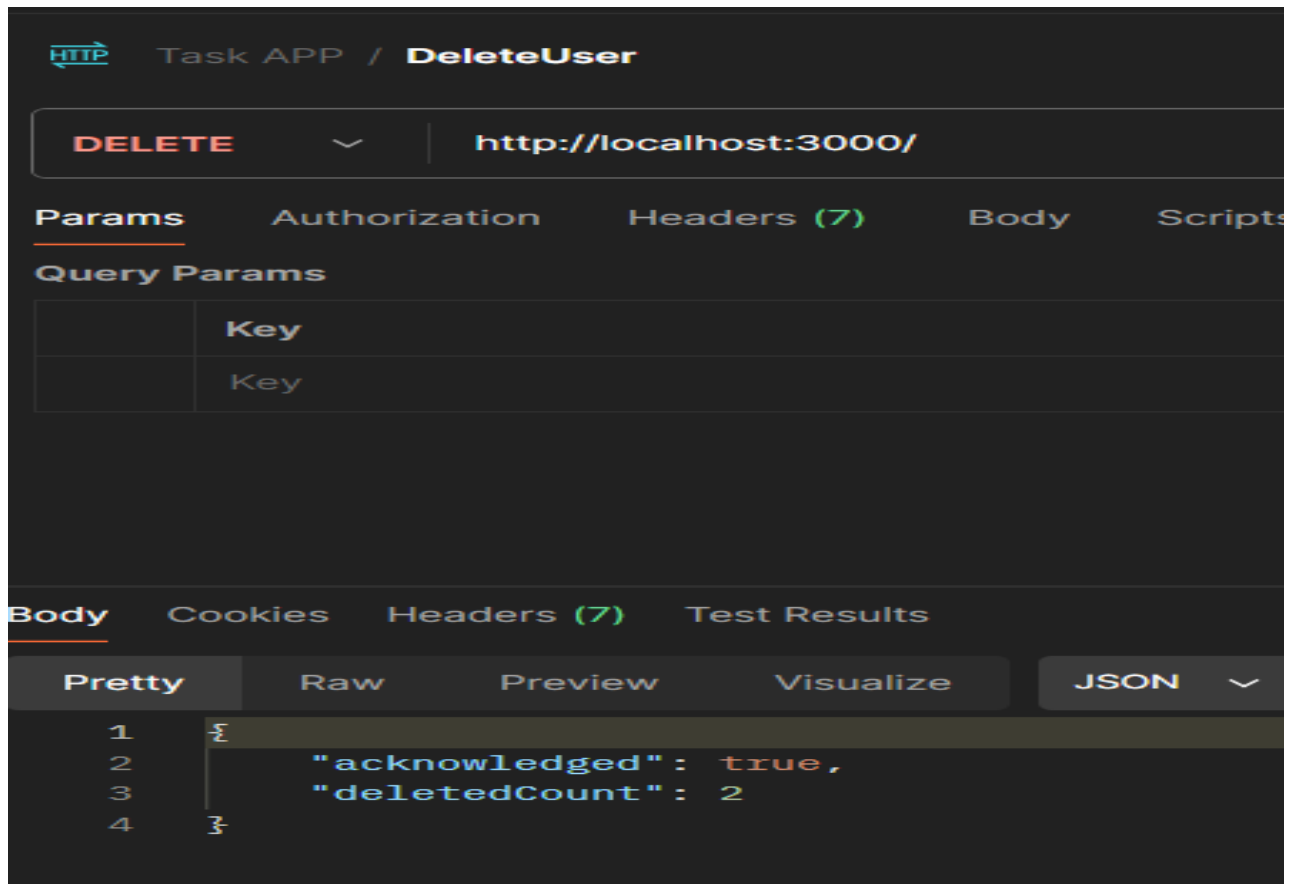 HTTP Task APP / DeleteUser
DELETE http://localhost:3000/
Params Authorization Headers (7) Body Scripts
Query Params
Key
Key
Body Cookies Headers (7) Test Results
Pretty Raw Preview Visualize JSON
1 {
2 "acknowledged": true,
3 "deletedCount": 2
4 }